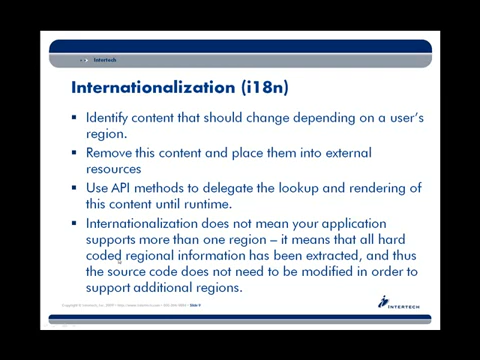 Intertech
Internationalization (i18n)
▪ Identify content that should change depending on a user's
region.
▪ Remove this content and place them into external
resources
▪ Use API methods to delegate the lookup and rendering of
this content until runtime.
▪ Internationalization does not mean your application
supports more than one region – it means that all hard
coded regional information has been extracted, and thus
the source code does not need to be modified in order to
support additional regions.
Slide 9
INTERTECH